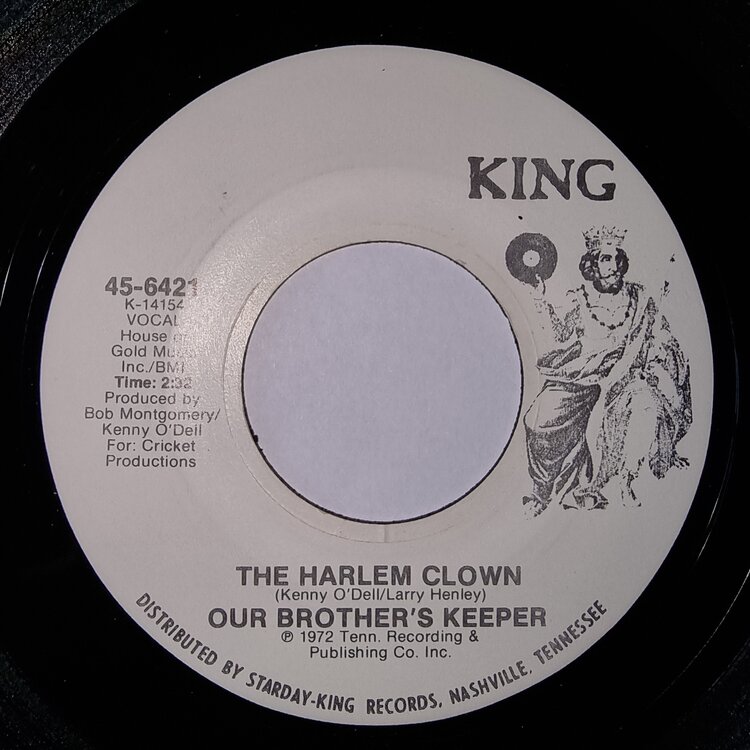 KING
45-6421
K-14154
VOCAL
House of
Gold Music
Inc./BMI
Time: 2:32
Produced by
Bob Montgomery/
Kenny O'Dell
For: Cricket
Productions
THE HARLEM CLOWN
(Kenny O'Dell/Larry Henley)
OUR BROTHER'S KEEPER
℗ 1972 Tenn. Recording &
Publishing Co. Inc.
DISTRIBUTED BY STARDAY-KING RECORDS, NASHVILLE, TENNESSEE